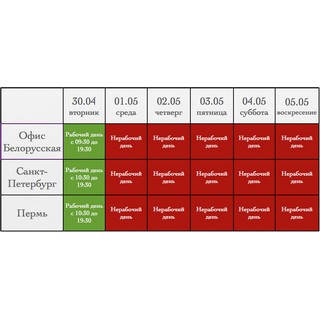 30.04 01.05 02.05 03.05 04.05 05.05
вторник среда четверг пятница суббота воскресение
Офис Белорусская
Рабочий день с 09:30 до 19:30
Нерабочий день
Нерабочий день
Нерабочий день
Нерабочий день
Нерабочий день
Санкт-Петербург
Рабочий день с 10:30 до 19:30
Нерабочий день
Нерабочий день
Нерабочий день
Нерабочий день
Нерабочий день
Пермь
Рабочий день с 10:30 до 19:30
Нерабочий день
Нерабочий день
Нерабочий день
Нерабочий день
Нерабочий день